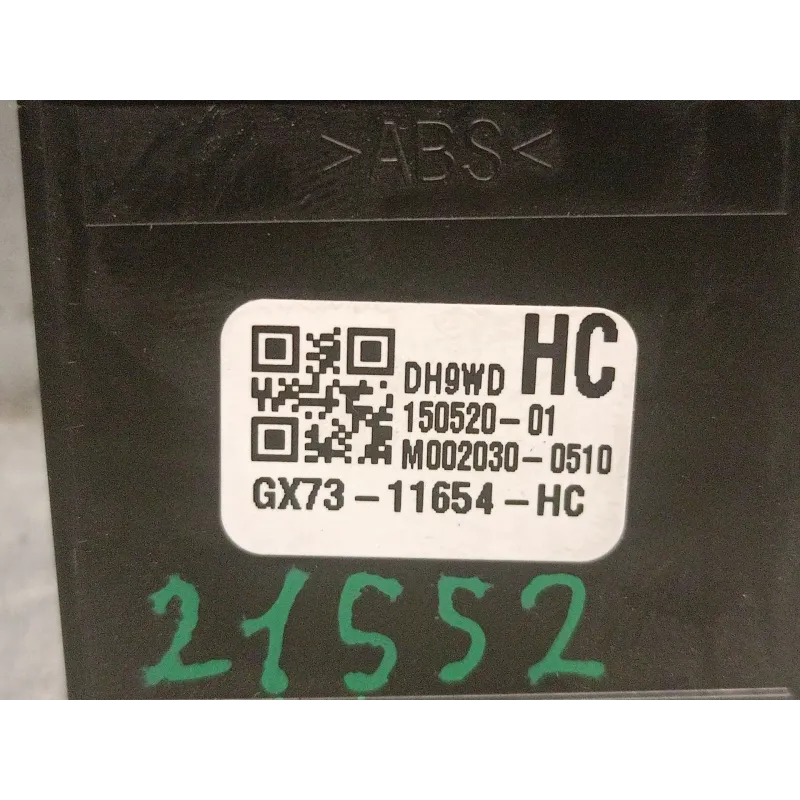 >ABS<
DH9WD HC
150520-01
M002030-0510
GX73-11654-HC
21552